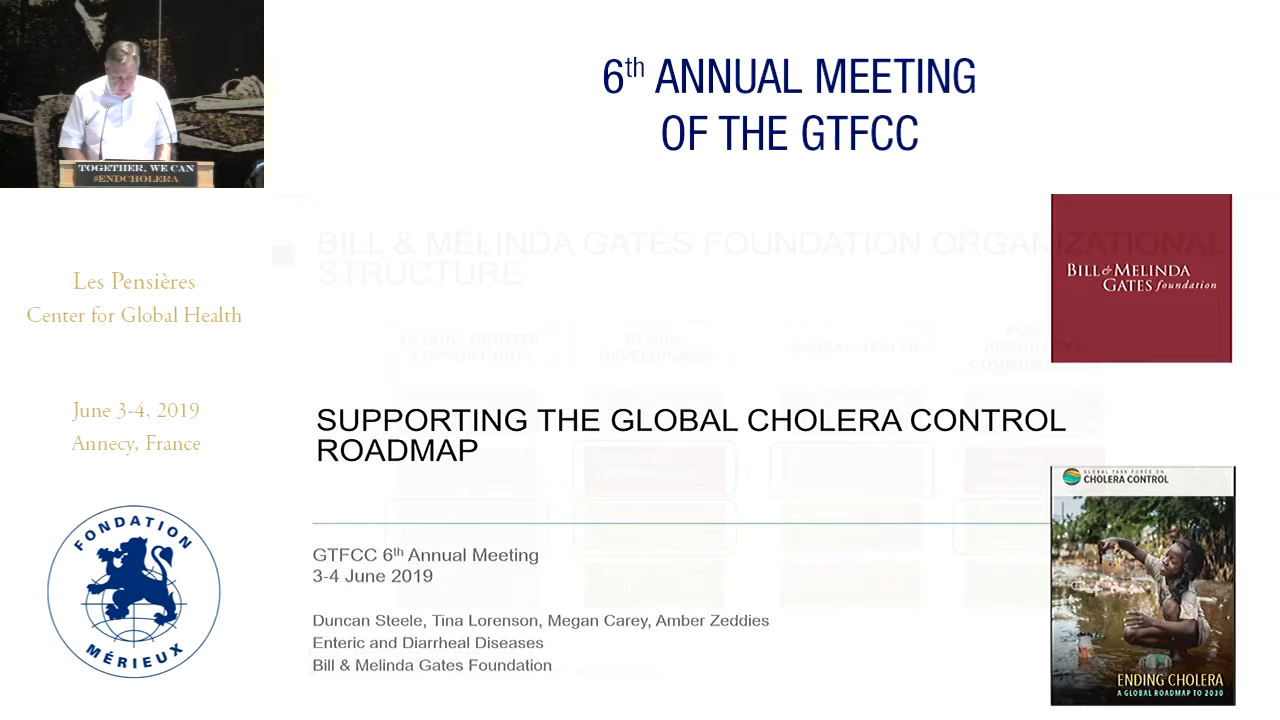 6th ANNUAL MEETING
OF THE GTFCC
TOGETHER, WE CAN
#ENDCHOLERA
Les Pensières
Center for Global Health
June 3-4, 2019
Annecy, France
FONDATION
MÉRIEUX
BILL & MELINDA GATES FOUNDATION ORGANIZATIONAL
STRUCTURE
BILL & MELINDA
GATES foundation
SUPPORTING THE GLOBAL CHOLERA CONTROL
ROADMAP
GTFCC 6th Annual Meeting
3-4 June 2019
Duncan Steele, Tina Lorenson, Megan Carey, Amber Zeddies
Enteric and Diarrheal Diseases
Bill & Melinda Gates Foundation
GLOBAL TASK FORCE ON
CHOLERA CONTROL
ENDING CHOLERA
A GLOBAL ROADMAP TO 2030